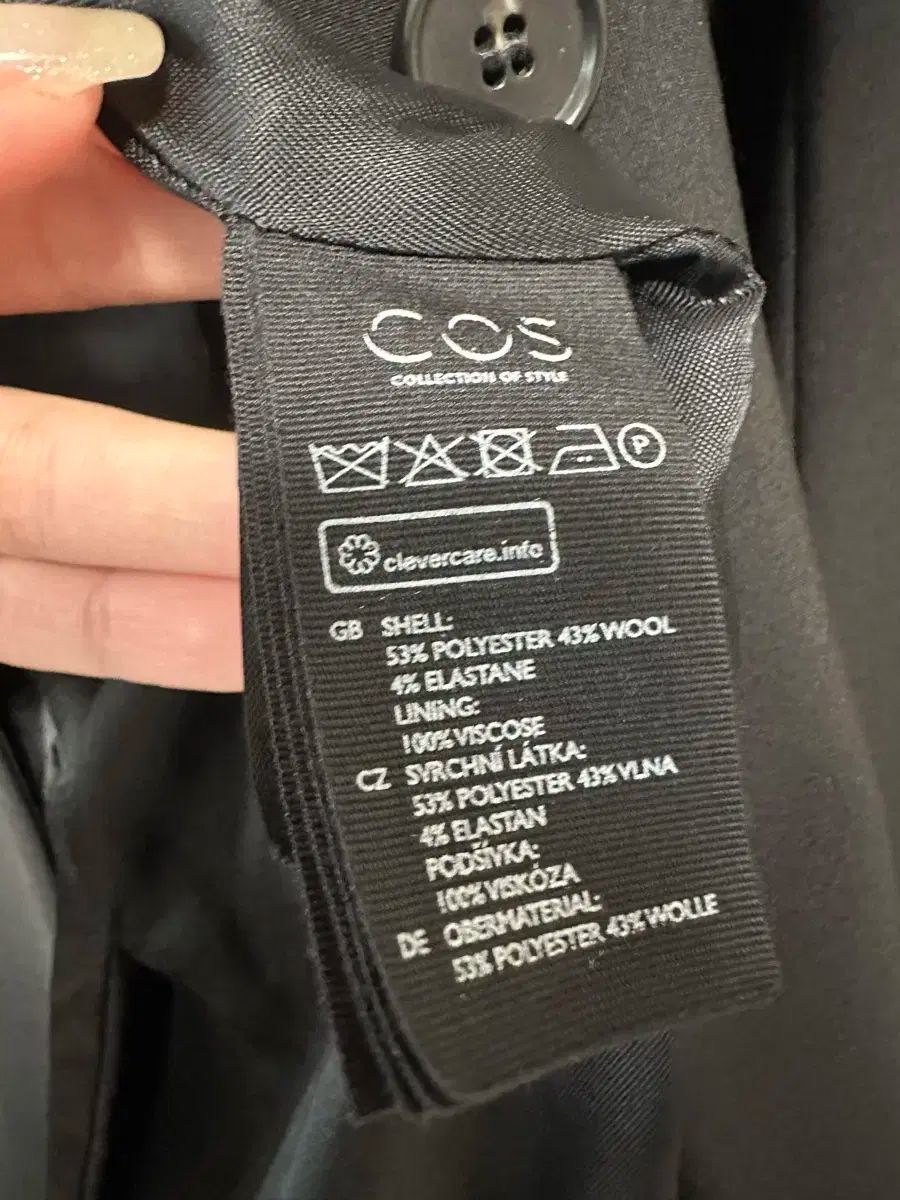 COS
COLLECTION OF STYLE
P
clevercare.info
GB SHELL:
53% POLYESTER 43% WOOL
4% ELASTANE
LINING:
100% VISCOSE
CZ SVRCHNÍ LÁTKA:
53% POLYESTER 43% VLNA
4% ELASTAN
PODŠÍVKA:
100% VISKÓZA
DE OBERMATERIAL:
53% POLYESTER 43% WOLLE